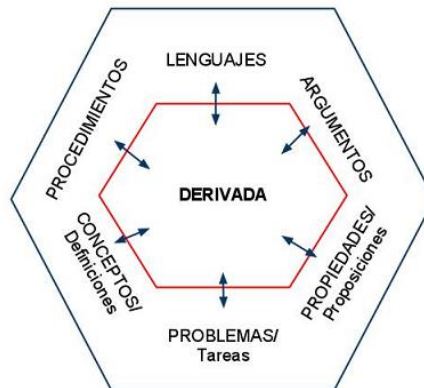 LENGUAJES
PROCEDIMIENTOS
ARGUMENTOS
DERIVADA
CONCEPTOS/
Definiciones
PROPIEDADES/
Proposiciones
PROBLEMAS/
Tareas